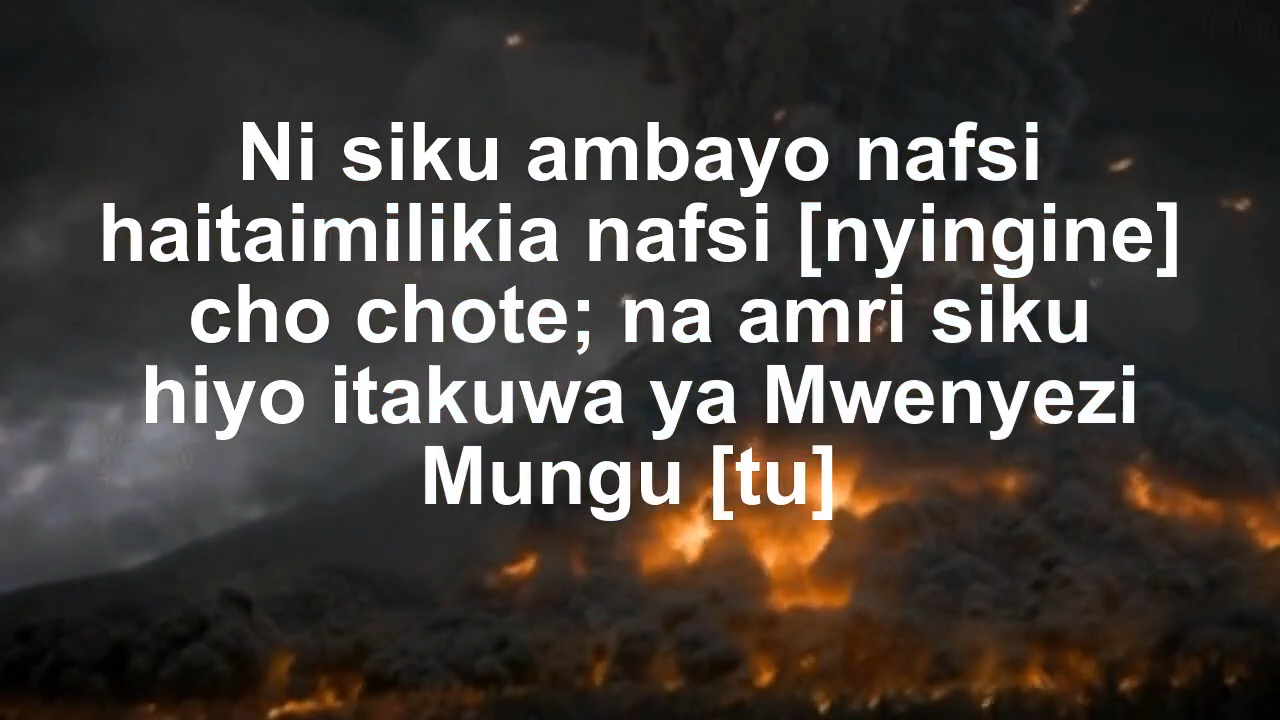 Ni siku ambayo nafsi
haitaimilikia nafsi [nyingine]
cho chote; na amri siku
hiyo itakuwa ya Mwenyezi
Mungu [tu]